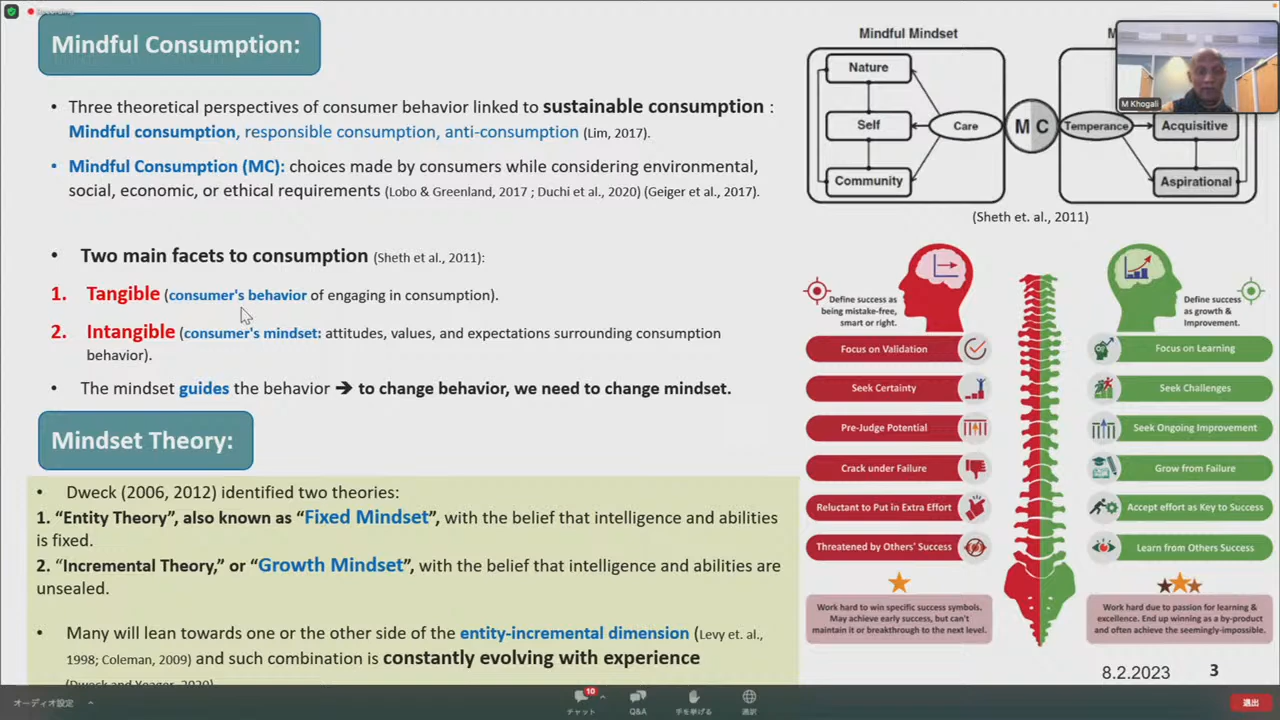 Recording
Mindful Consumption:
• Three theoretical perspectives of consumer behavior linked to sustainable consumption :
Mindful consumption, responsible consumption, anti-consumption (Lim, 2017).
• Mindful Consumption (MC): choices made by consumers while considering environmental,
social, economic, or ethical requirements (Lobo & Greenland, 2017 ; Duchi et al., 2020) (Geiger et al., 2017).
• Two main facets to consumption (Sheth et al., 2011):
1. Tangible (consumer's behavior of engaging in consumption).
2. Intangible (consumer's mindset: attitudes, values, and expectations surrounding consumption
behavior).
• The mindset guides the behavior ➔ to change behavior, we need to change mindset.
Mindset Theory:
• Dweck (2006, 2012) identified two theories:
1. “Entity Theory”, also known as “Fixed Mindset”, with the belief that intelligence and abilities
is fixed.
2. “Incremental Theory,” or “Growth Mindset”, with the belief that intelligence and abilities are
unsealed.
• Many will lean towards one or the other side of the entity-incremental dimension (Levy et. al.,
1998; Coleman, 2009) and such combination is constantly evolving with experience
(Dweck and Yeager, 2020)
Mindful Mindset
M
Nature
Self
Community
Care
M C
Temperance
Acquisitive
Aspirational
M Khogali
(Sheth et. al., 2011)
Define success as
being mistake-free,
smart or right.
Focus on Validation
Seek Certainty
Pre-Judge Potential
Crack under Failure
Reluctant to Put in Extra Effort
Threatened by Others' Success
Work hard to win specific success symbols.
May achieve early success, but can't
maintain it or breakthrough to the next level.
Define success
as growth &
Improvement.
Focus on Learning
Seek Challenges
Seek Ongoing Improvement
Grow from Failure
Accept effort as Key to Success
Learn from Others Success
Work hard due to passion for learning &
excellence. End up winning as a by-product
and often achieve the seemingly-impossible.
8.2.2023
3
オーディオ設定
10
チャット
Q&A
手を挙げる
通訳
退出